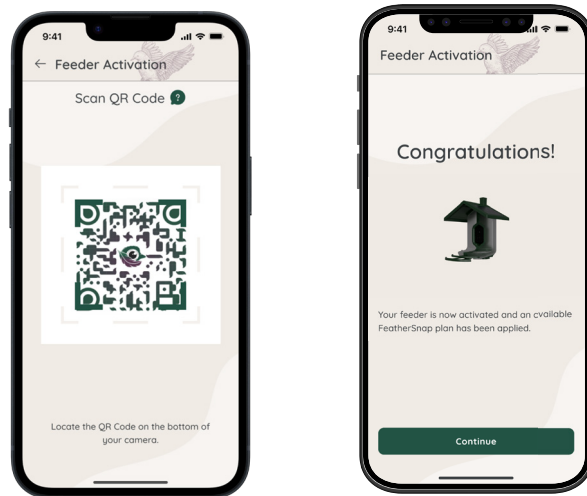 9:41
← Feeder Activation
Scan QR Code ?
Locate the QR Code on the bottom of
your camera.
9:41
Feeder Activation
Congratulations!
Your feeder is now activated and an cvailable
FeatherSnap plan has been applied.
Continue